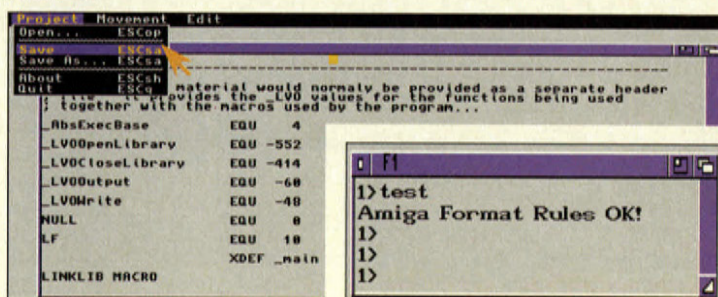 Project Movement Edit
Open... ESCop
Save ESCsa
Save As... ESCsa
About ESCsh
Quit ESCq
material would normaly be provided as a separate header
file it provides the _LVO values for the functions being used
; together with the macros used by the program...
_AbsExecBase EQU 4
_LVOOpenLibrary EQU -552
_LVOCloseLibrary EQU -414
_LVOOutput EQU -60
_LVOWrite EQU -48
NULL EQU 0
LF EQU 10
XDEF _main
LINKLIB MACRO
F1
1>test
Amiga Format Rules OK!
1>
1>
1>